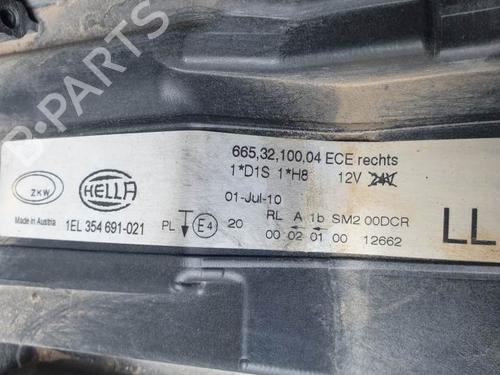 B-PARTS
665,32,100,04 ECE rechts
1*D1S 1*H8 12V 24V
ZKW HELLA 01-Jul-10
Made in Austria 1EL 354 691-021 PL E4 20 RL A 1b SM2 00DCR
00 02 01 00 12662
LL